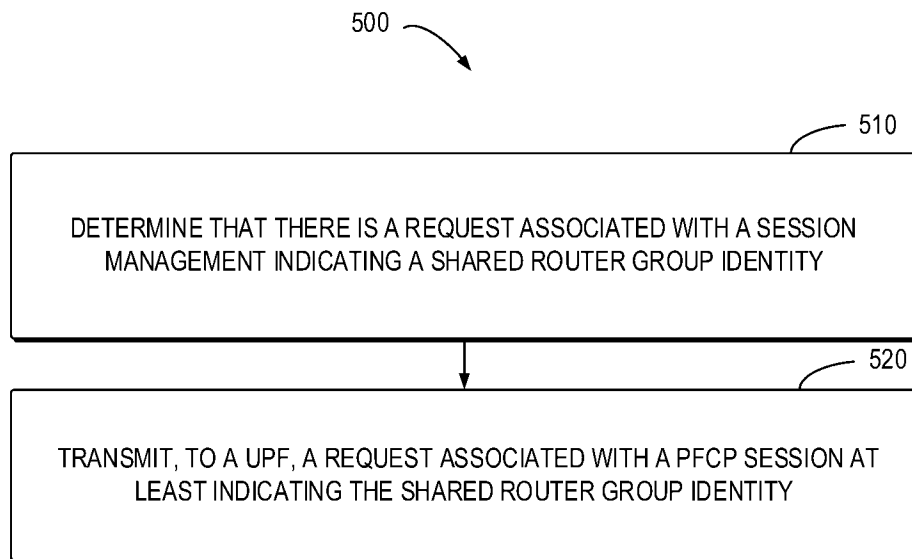 500
510
DETERMINE THAT THERE IS A REQUEST ASSOCIATED WITH A SESSION
MANAGEMENT INDICATING A SHARED ROUTER GROUP IDENTITY
520
TRANSMIT, TO A UPF, A REQUEST ASSOCIATED WITH A PFCP SESSION AT
LEAST INDICATING THE SHARED ROUTER GROUP IDENTITY